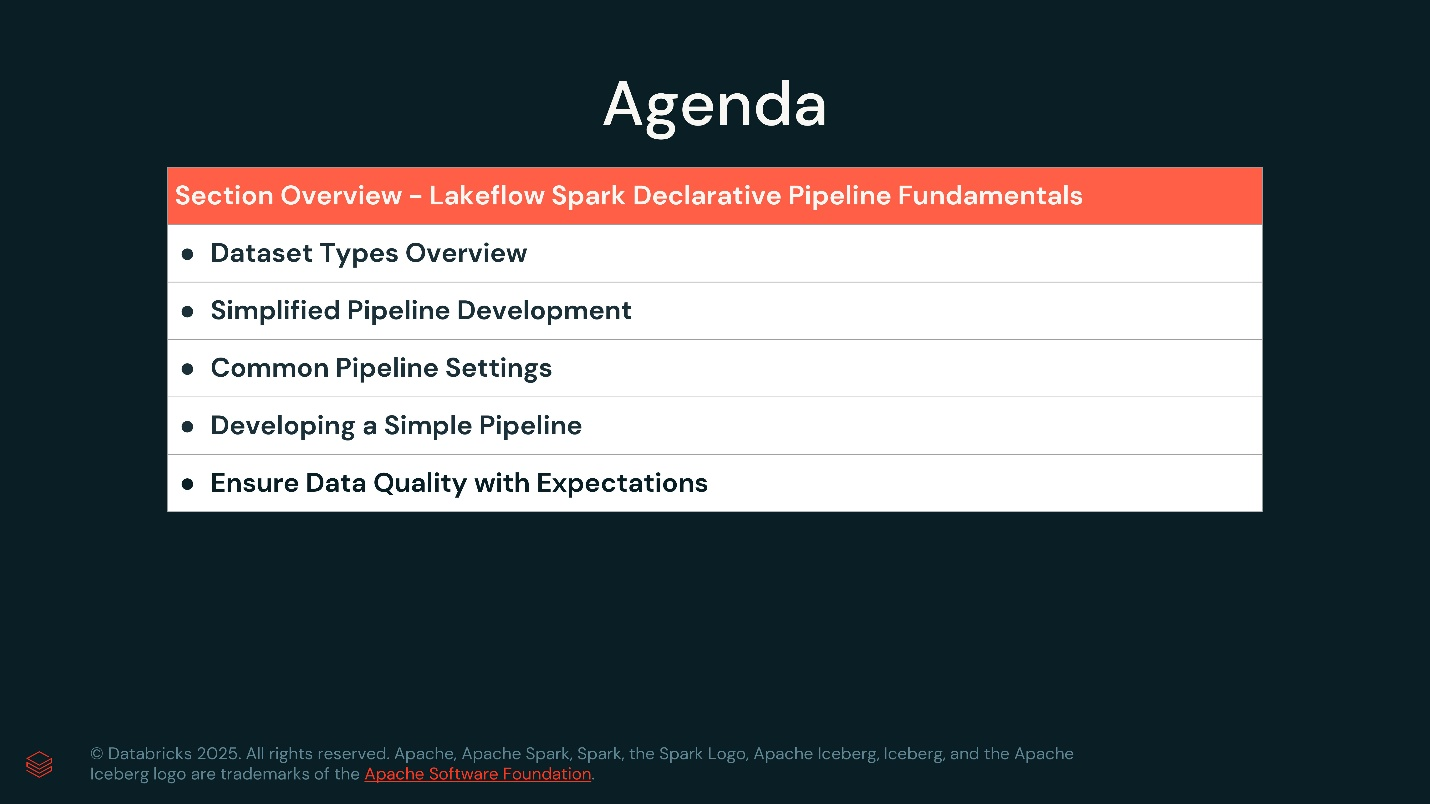 Agenda
Section Overview – Lakeflow Spark Declarative Pipeline Fundamentals
● Dataset Types Overview
● Simplified Pipeline Development
● Common Pipeline Settings
● Developing a Simple Pipeline
● Ensure Data Quality with Expectations
© Databricks 2025. All rights reserved. Apache, Apache Spark, Spark, the Spark Logo, Apache Iceberg, Iceberg, and the Apache
Iceberg logo are trademarks of the Apache Software Foundation.